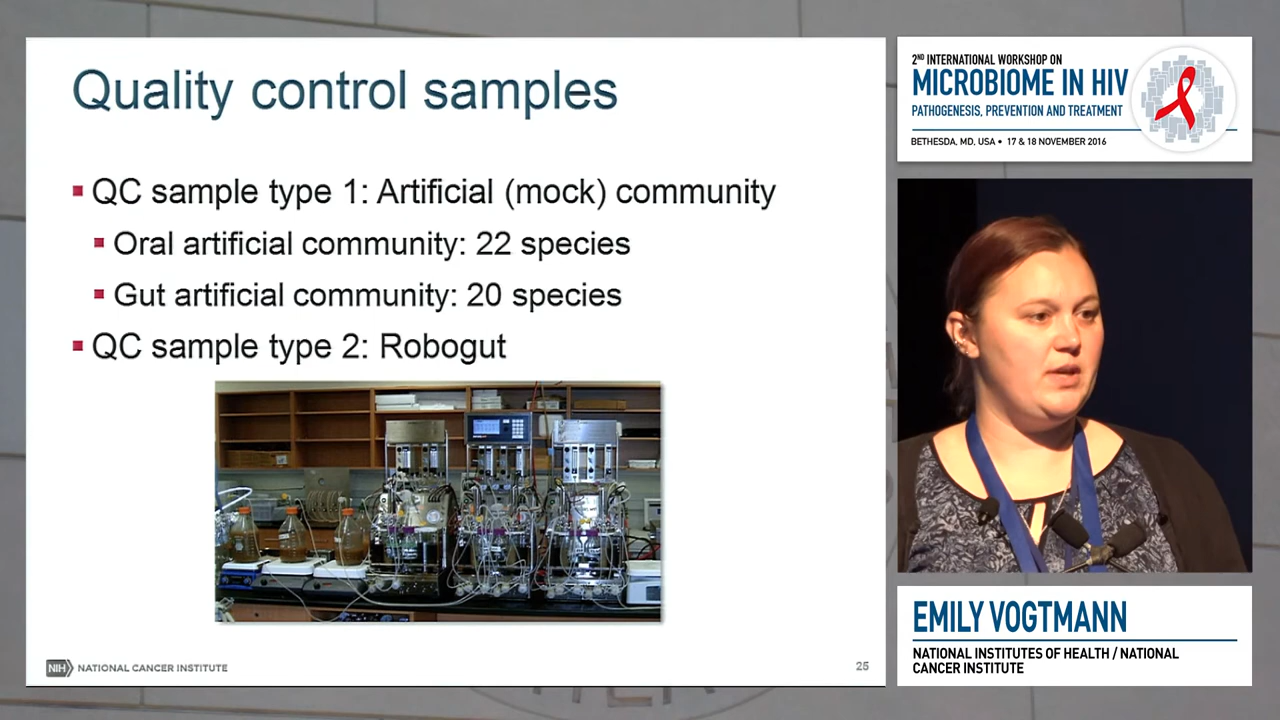 Quality control samples
QC sample type 1: Artificial (mock) community
Oral artificial community: 22 species
Gut artificial community: 20 species
QC sample type 2: Robogut
NIH NATIONAL CANCER INSTITUTE
25
2ND INTERNATIONAL WORKSHOP ON
MICROBIOME IN HIV
PATHOGENESIS, PREVENTION AND TREATMENT
BETHESDA, MD, USA • 17 & 18 NOVEMBER 2016
EMILY VOGTMANN
NATIONAL INSTITUTES OF HEALTH / NATIONAL
CANCER INSTITUTE